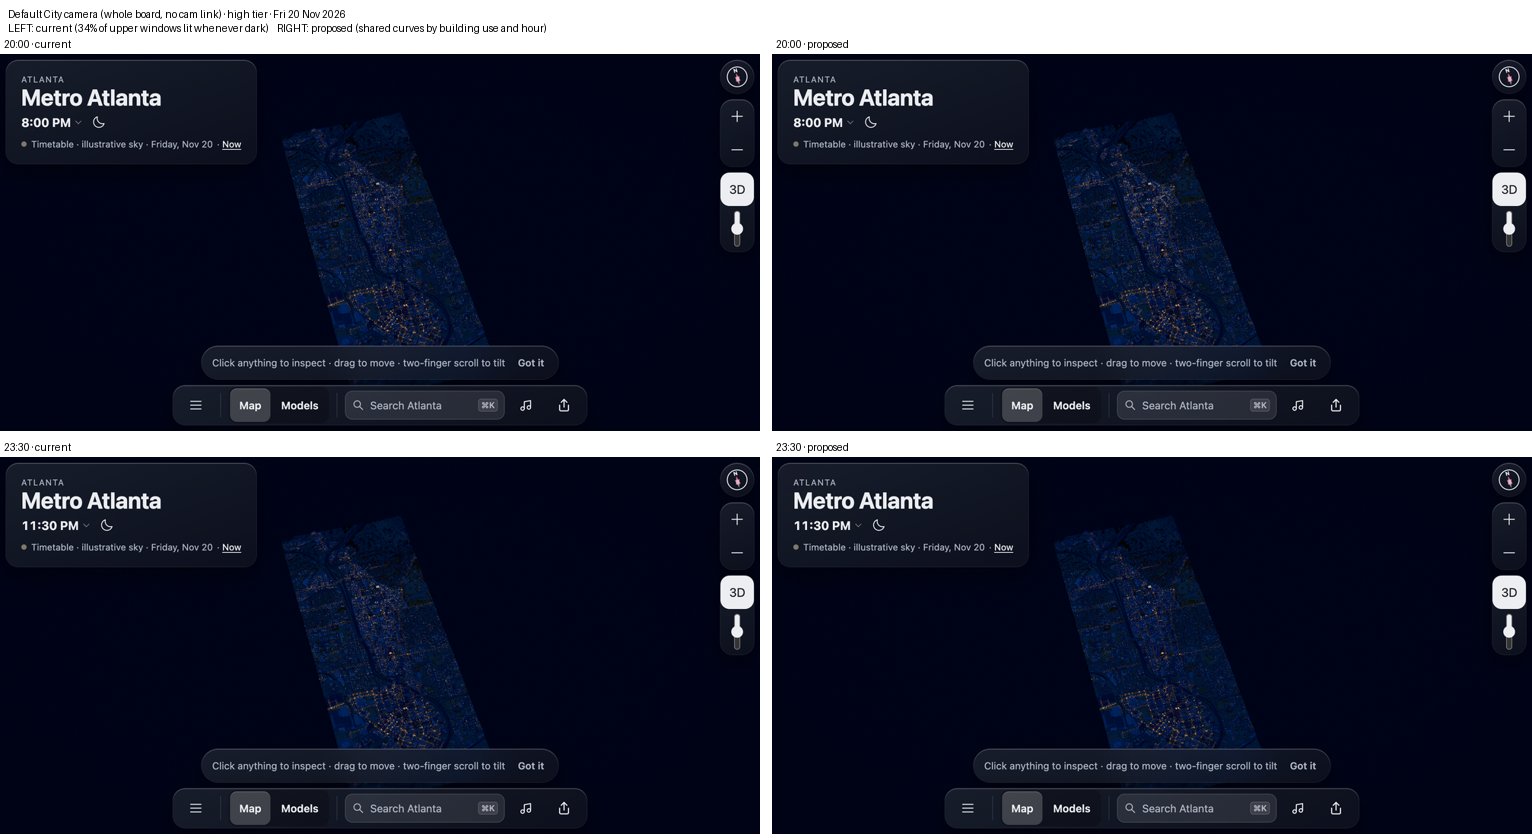 Default City camera (whole board, no cam link) · high tier · Fri 20 Nov 2026
LEFT: current (34% of upper windows lit whenever dark) RIGHT: proposed (shared curves by building use and hour)
20:00 · current
20:00 · proposed
ATLANTA
Metro Atlanta
8:00 PM
Timetable · illustrative sky · Friday, Nov 20 · Now
N
3D
Click anything to inspect · drag to move · two-finger scroll to tilt Got it
Map Models Search Atlanta ⌘K
ATLANTA
Metro Atlanta
8:00 PM
Timetable · illustrative sky · Friday, Nov 20 · Now
N
3D
Click anything to inspect · drag to move · two-finger scroll to tilt Got it
Map Models Search Atlanta ⌘K
23:30 · current
23:30 · proposed
ATLANTA
Metro Atlanta
11:30 PM
Timetable · illustrative sky · Friday, Nov 20 · Now
N
3D
Click anything to inspect · drag to move · two-finger scroll to tilt Got it
Map Models Search Atlanta ⌘K
ATLANTA
Metro Atlanta
11:30 PM
Timetable · illustrative sky · Friday, Nov 20 · Now
N
3D
Click anything to inspect · drag to move · two-finger scroll to tilt Got it
Map Models Search Atlanta ⌘K